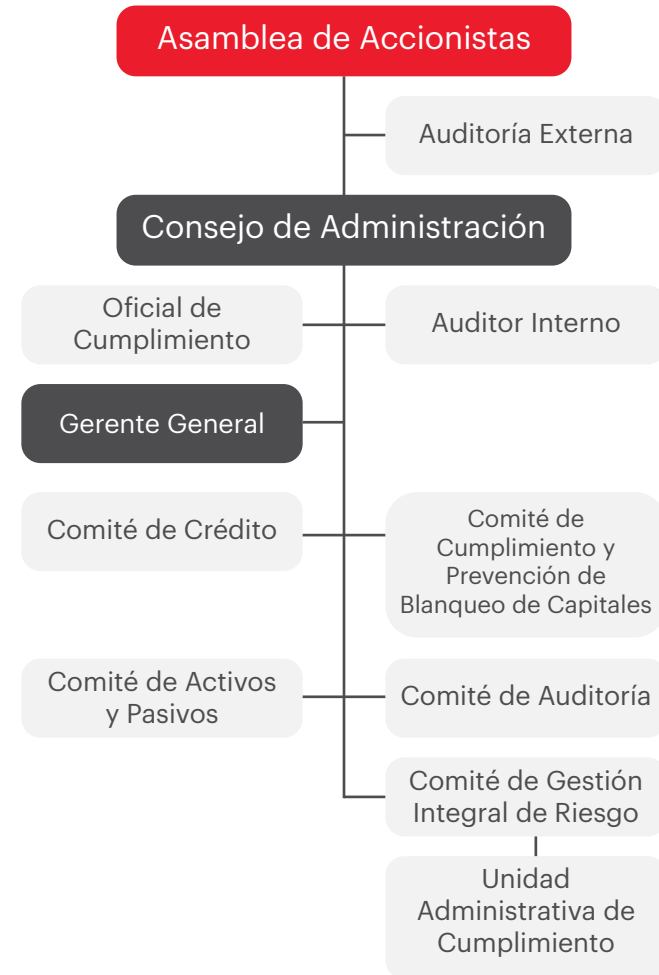 Asamblea de Accionistas
Auditoría Externa
Consejo de Administración
Oficial de
Cumplimiento
Auditor Interno
Gerente General
Comité de Crédito
Comité de
Cumplimiento y
Prevención de
Blanqueo de Capitales
Comité de Activos
y Pasivos
Comité de Auditoría
Comité de Gestión
Integral de Riesgo
Unidad
Administrativa de
Cumplimiento